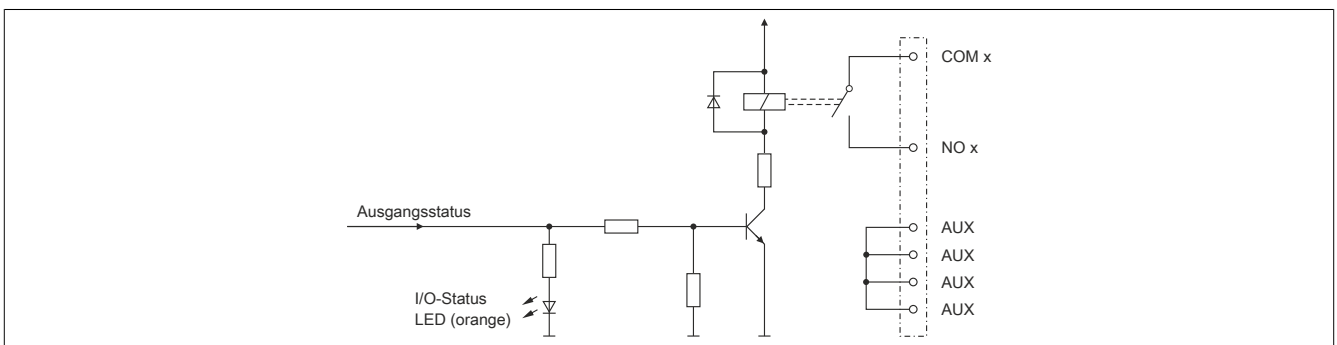 COM x
NO x
Ausgangsstatus
AUX
AUX
AUX
AUX
I/O-Status
LED (orange)